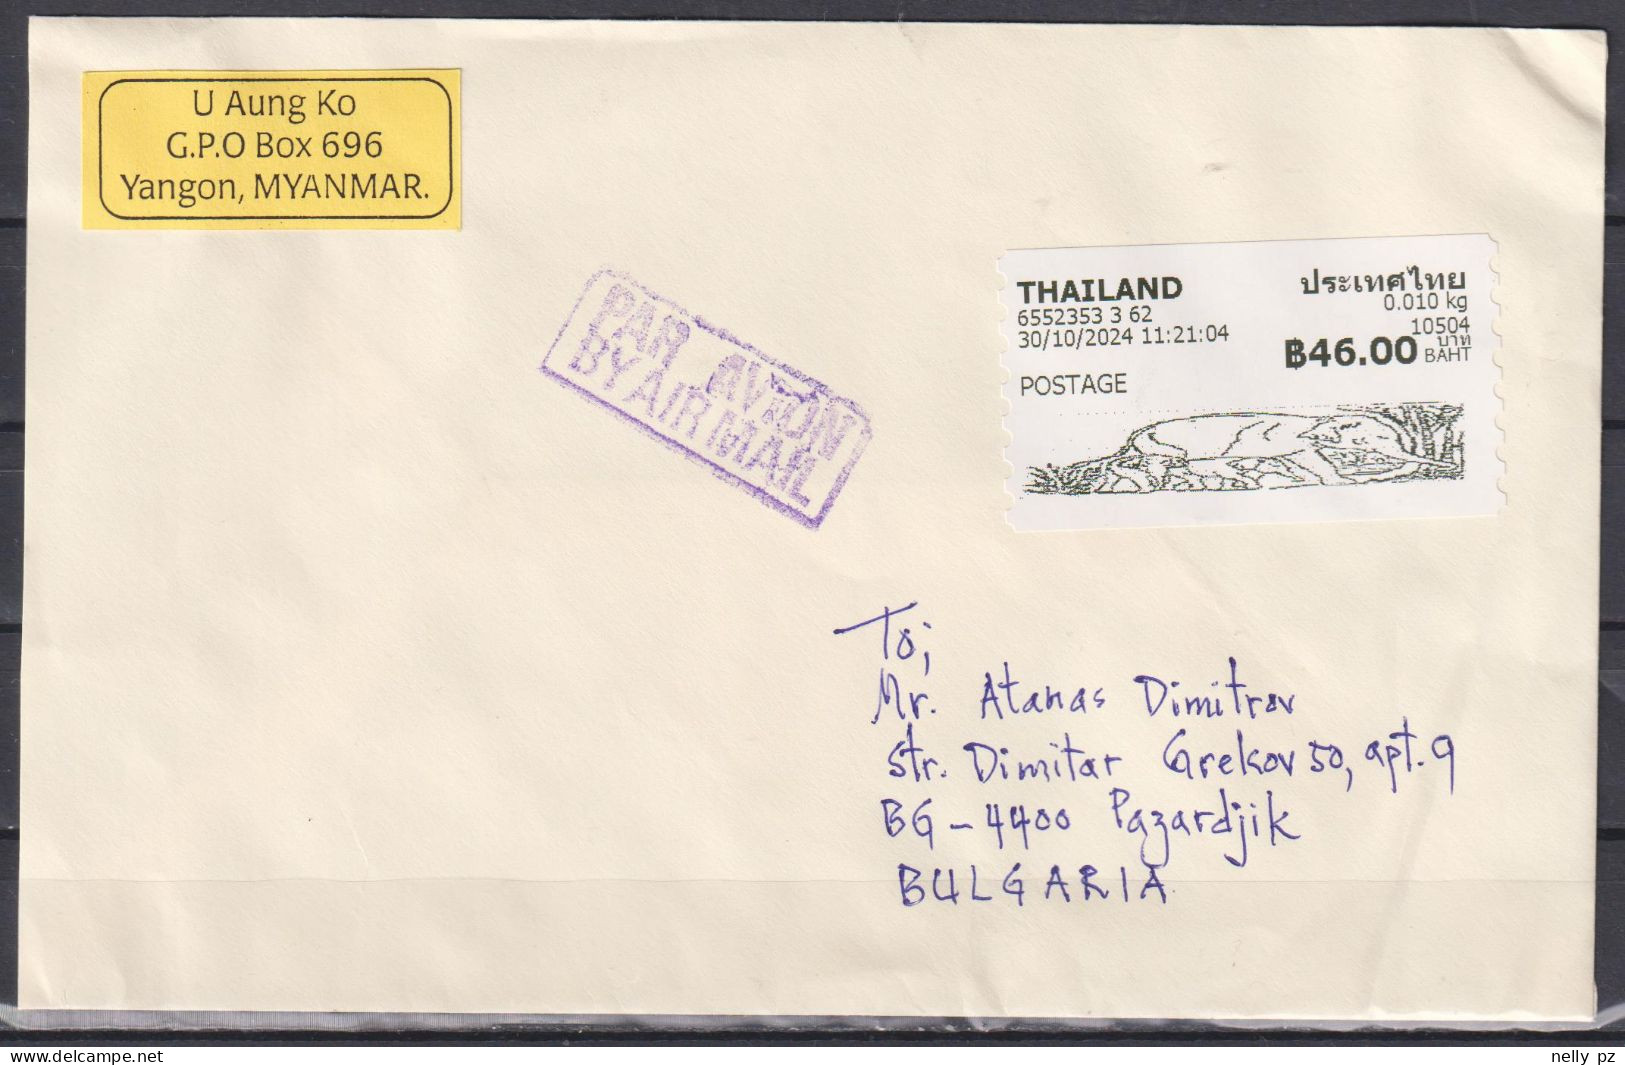 U Aung Ko
G.P.O Box 696
Yangon, MYANMAR.
PAR AVION
BY AIR MAIL
THAILAND
6552353 3 62
30/10/2024 11:21:04
POSTAGE
ประเทศไทย
0.010 kg
10504
฿46.00 บาท BAHT
To;
Mr. Atanas Dimitrov
str. Dimitar Grekov 50, apt. 9
BG - 4400 Pazardjik
BULGARIA
www.delcampe.net
nelly pz